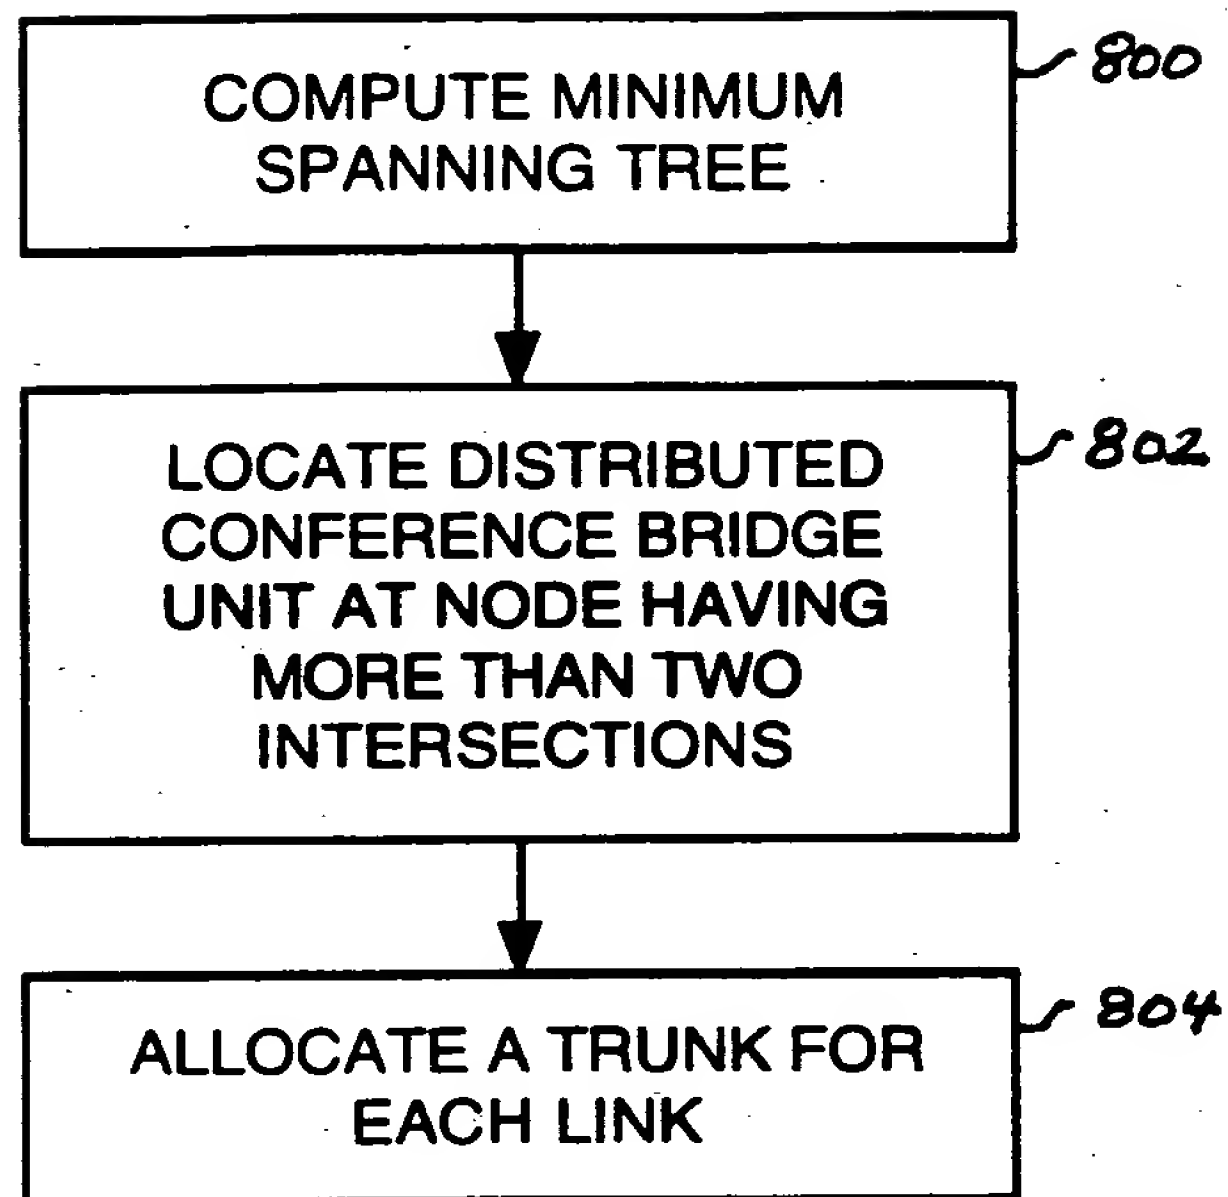 COMPUTE MINIMUM
SPANNING TREE
800
LOCATE DISTRIBUTED
CONFERENCE BRIDGE
UNIT AT NODE HAVING
MORE THAN TWO
INTERSECTIONS
802
ALLOCATE A TRUNK FOR
EACH LINK
804